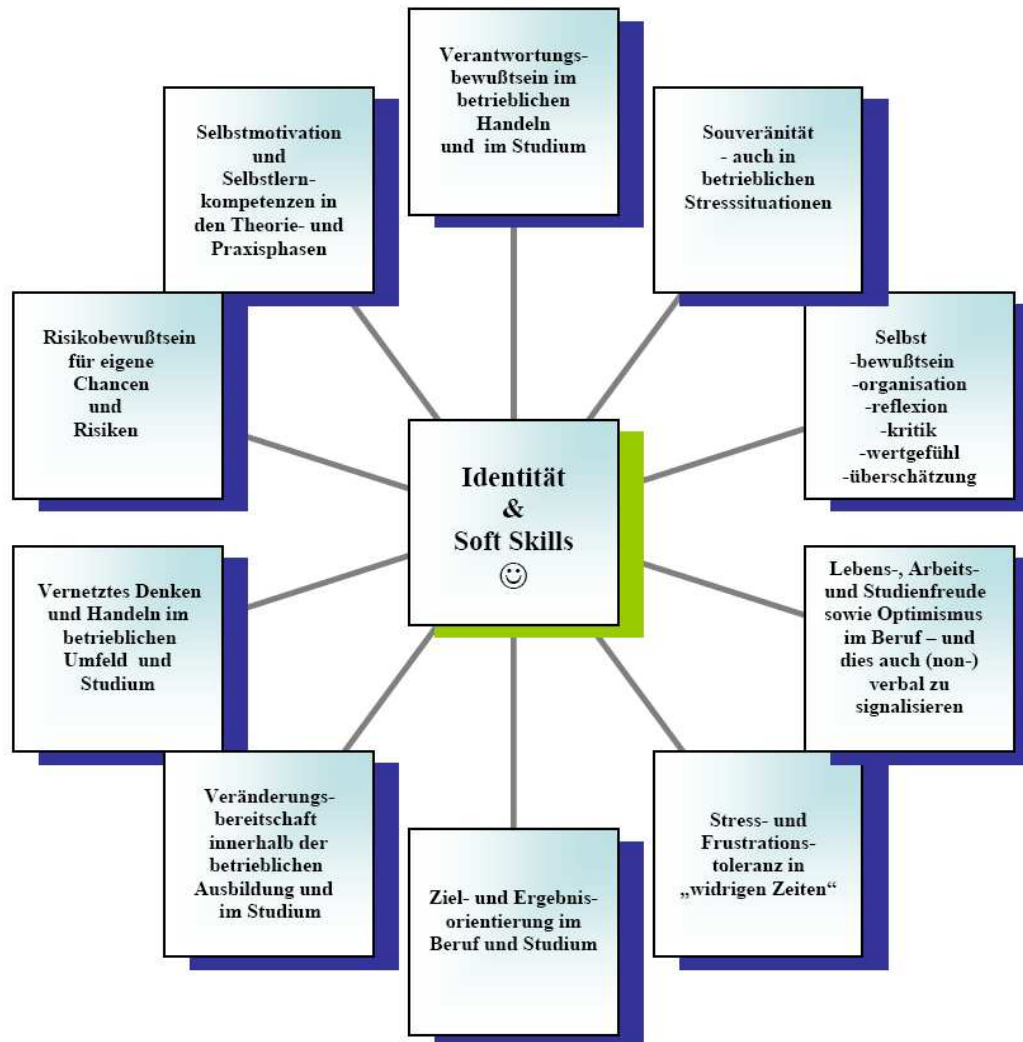 Verantwortungs-
bewußtsein im
betrieblichen
Handeln
und im Studium
Souveränität
- auch in
betrieblichen
Stresssituationen
Selbst
-bewußtsein
-organisation
-reflexion
-kritik
-wertgefühl
-überschätzung
Lebens-, Arbeits-
und Studienfreude
sowie Optimismus
im Beruf – und
dies auch (non-)
verbal zu
signalisieren
Stress- und
Frustrations-
toleranz in
„widrigen Zeiten“
Ziel- und Ergebnis-
orientierung im
Beruf und Studium
Veränderungs-
bereitschaft
innerhalb der
betrieblichen
Ausbildung und
im Studium
Vernetztes Denken
und Handeln im
betrieblichen
Umfeld und
Studium
Risikobewußtsein
für eigene
Chancen
und
Risiken
Selbstmotivation
und
Selbstlern-
kompetenzen in
den Theorie- und
Praxisphasen
Identität
&
Soft Skills
☺